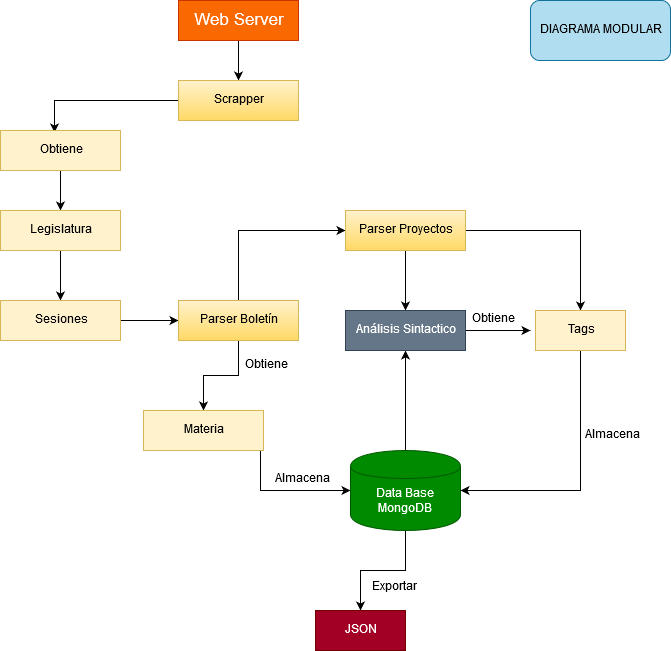 Web Server
DIAGRAMA MODULAR
Scrapper
Obtiene
Legislatura
Parser Proyectos
Sesiones
Parser Boletín
Análisis Sintactico
Obtiene
Tags
Obtiene
Materia
Almacena
Almacena
Data Base
MongoDB
Exportar
JSON